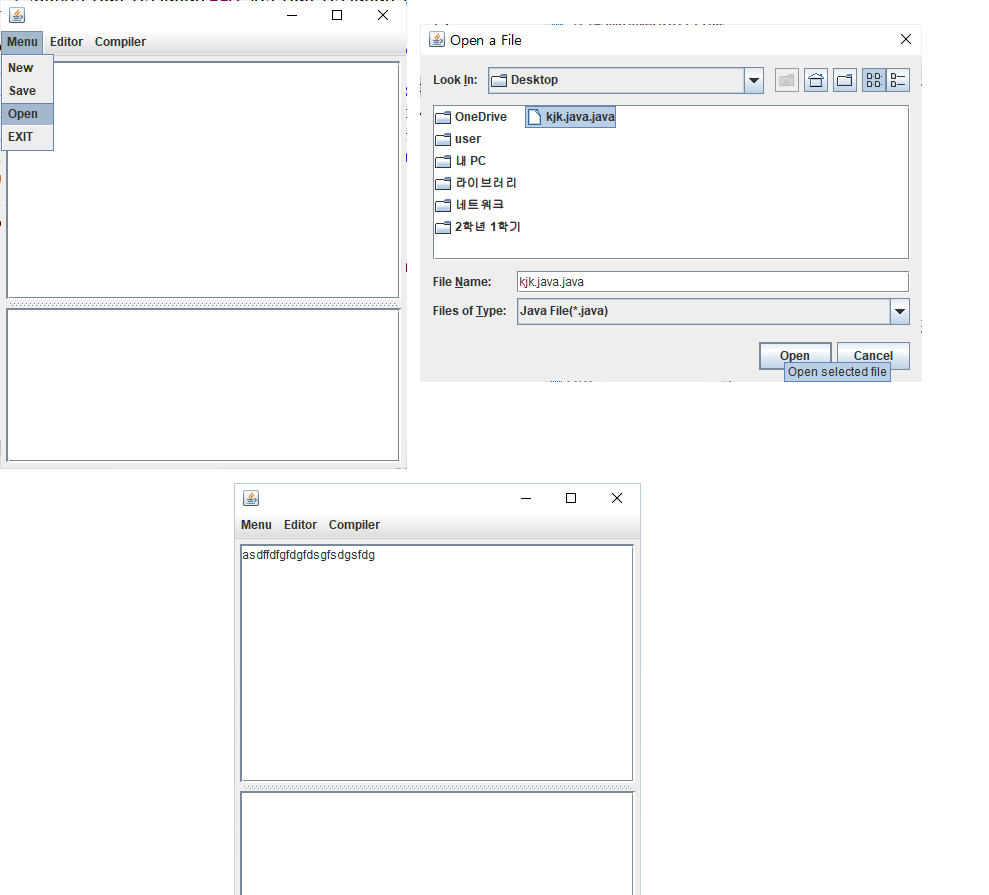 Menu Editor Compiler
New
Save
Open
EXIT
Open a File
Look In: Desktop
OneDrive kjk.java.java
user
내 PC
라이브러리
네트워크
2학년 1학기
File Name: kjk.java.java
Files of Type: Java File(*.java)
Open Cancel
Open selected file
Menu Editor Compiler
asdffdfgfdgfdsgfsdgsfdg